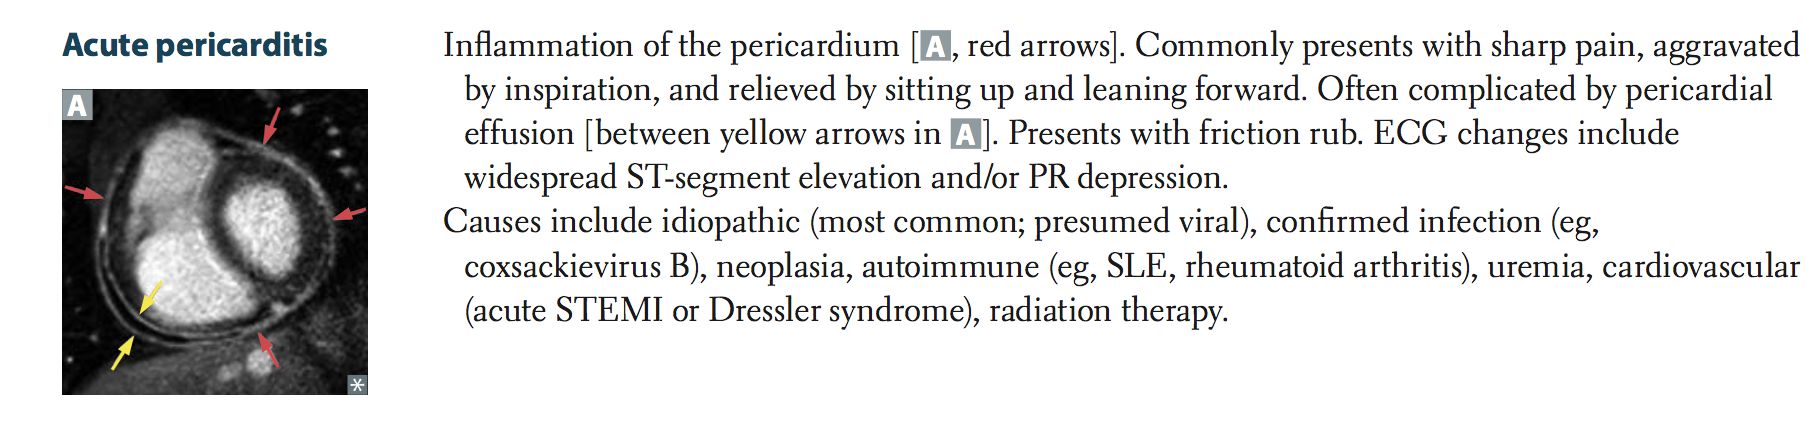 Acute pericarditis
A
Inflammation of the pericardium [A, red arrows]. Commonly presents with sharp pain, aggravated
by inspiration, and relieved by sitting up and leaning forward. Often complicated by pericardial
effusion [between yellow arrows in A]. Presents with friction rub. ECG changes include
widespread ST-segment elevation and/or PR depression.
Causes include idiopathic (most common; presumed viral), confirmed infection (eg,
coxsackievirus B), neoplasia, autoimmune (eg, SLE, rheumatoid arthritis), uremia, cardiovascular
(acute STEMI or Dressler syndrome), radiation therapy.